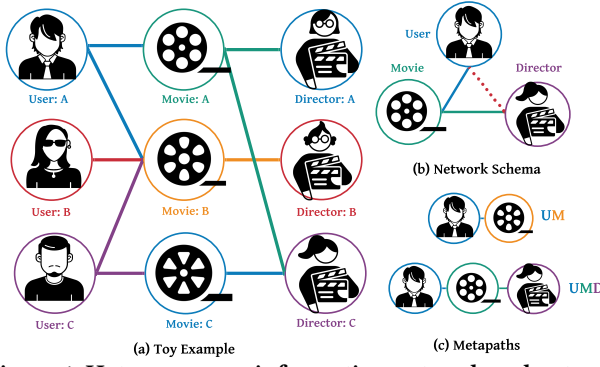 User: A
Movie: A
Director: A
User: B
Movie: B
Director: B
User: C
Movie: C
Director: C
(a) Toy Example
User
Movie
Director
(b) Network Schema
UM
UMD
(c) Metapaths